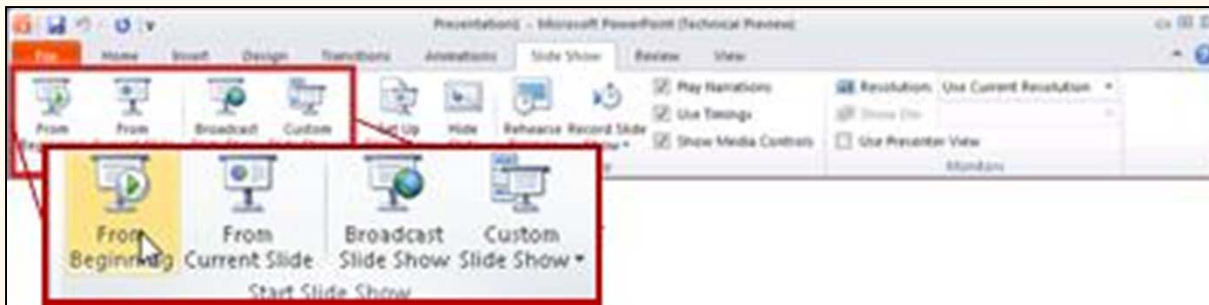 Presentation1 - Microsoft PowerPoint (Technical Preview)
File Home Insert Design Transitions Animations Slide Show Review View
Play Narrations Resolution: Use Current Resolution
From From Broadcast Custom Set Up Hide Rehearse Record Slide Use Timings
Show Media Controls Use Presenter View
Monitors
From From Broadcast Custom
Beginning Current Slide Slide Show Slide Show
Start Slide Show